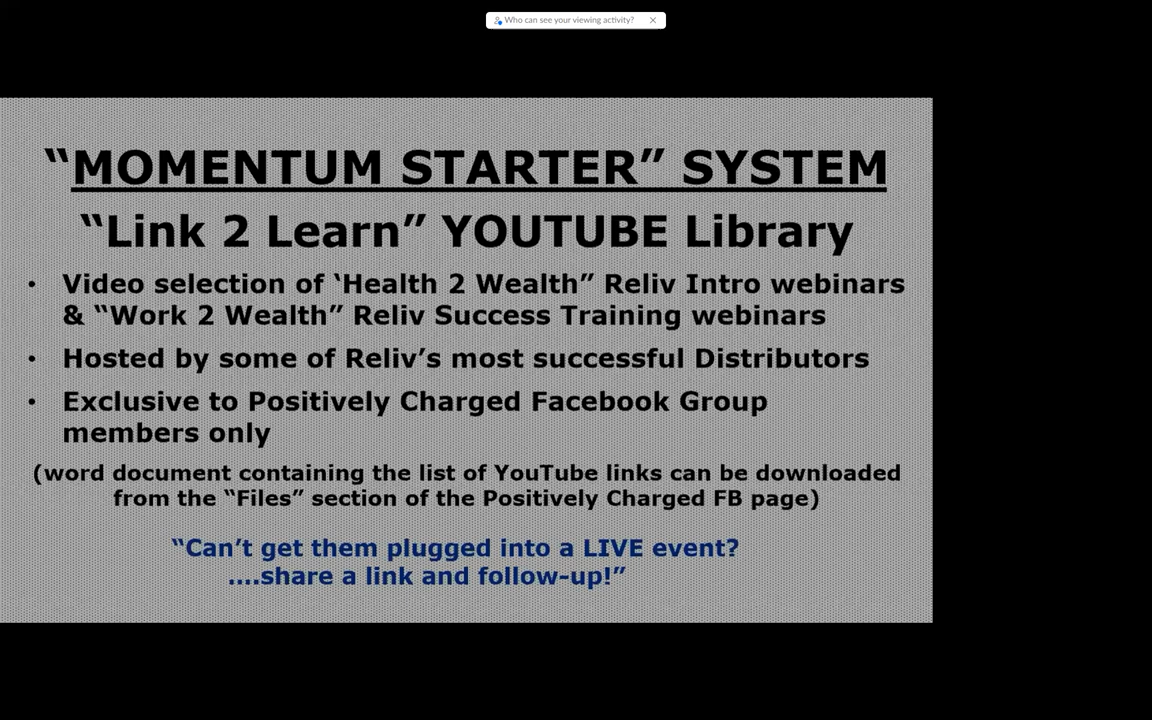 Who can see your viewing activity?
“MOMENTUM STARTER” SYSTEM
“Link 2 Learn” YOUTUBE Library
• Video selection of ‘Health 2 Wealth” Reliv Intro webinars
& “Work 2 Wealth” Reliv Success Training webinars
• Hosted by some of Reliv’s most successful Distributors
• Exclusive to Positively Charged Facebook Group
members only
(word document containing the list of YouTube links can be downloaded
from the “Files” section of the Positively Charged FB page)
“Can’t get them plugged into a LIVE event?
....share a link and follow-up!”